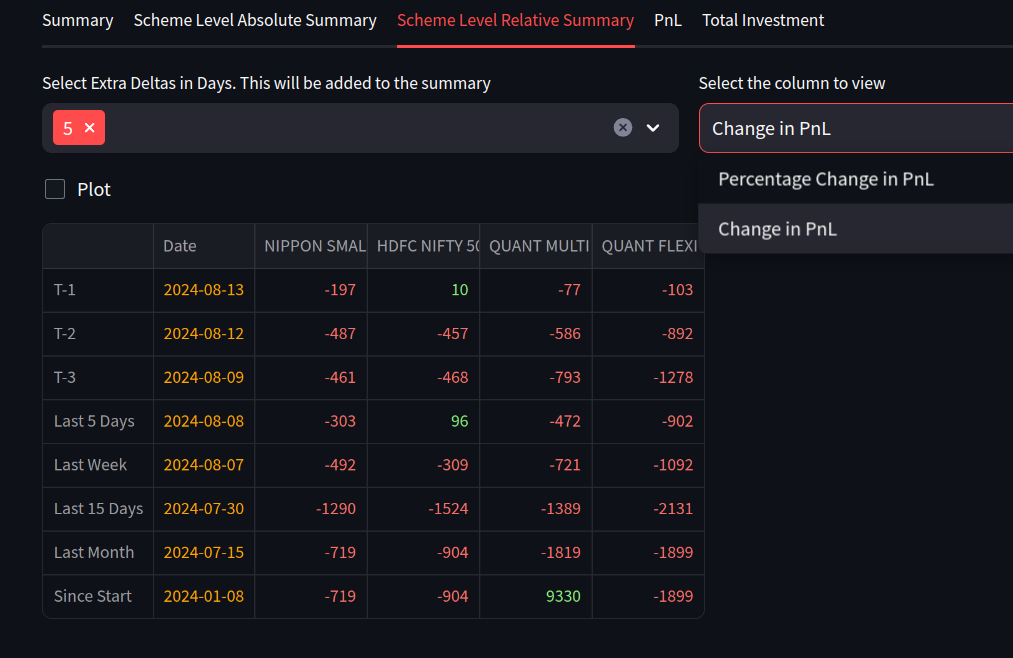 Summary Scheme Level Absolute Summary Scheme Level Relative Summary PnL Total Investment
Select Extra Deltas in Days. This will be added to the summary
Select the column to view
5
Change in PnL
Percentage Change in PnL
Change in PnL
Plot
Date NIPPON SMAL HDFC NIFTY 50 QUANT MULTI QUANT FLEXI
T-1 2024-08-13 -197 10 -77 -103
T-2 2024-08-12 -487 -457 -586 -892
T-3 2024-08-09 -461 -468 -793 -1278
Last 5 Days 2024-08-08 -303 96 -472 -902
Last Week 2024-08-07 -492 -309 -721 -1092
Last 15 Days 2024-07-30 -1290 -1524 -1389 -2131
Last Month 2024-07-15 -719 -904 -1819 -1899
Since Start 2024-01-08 -719 -904 9330 -1899